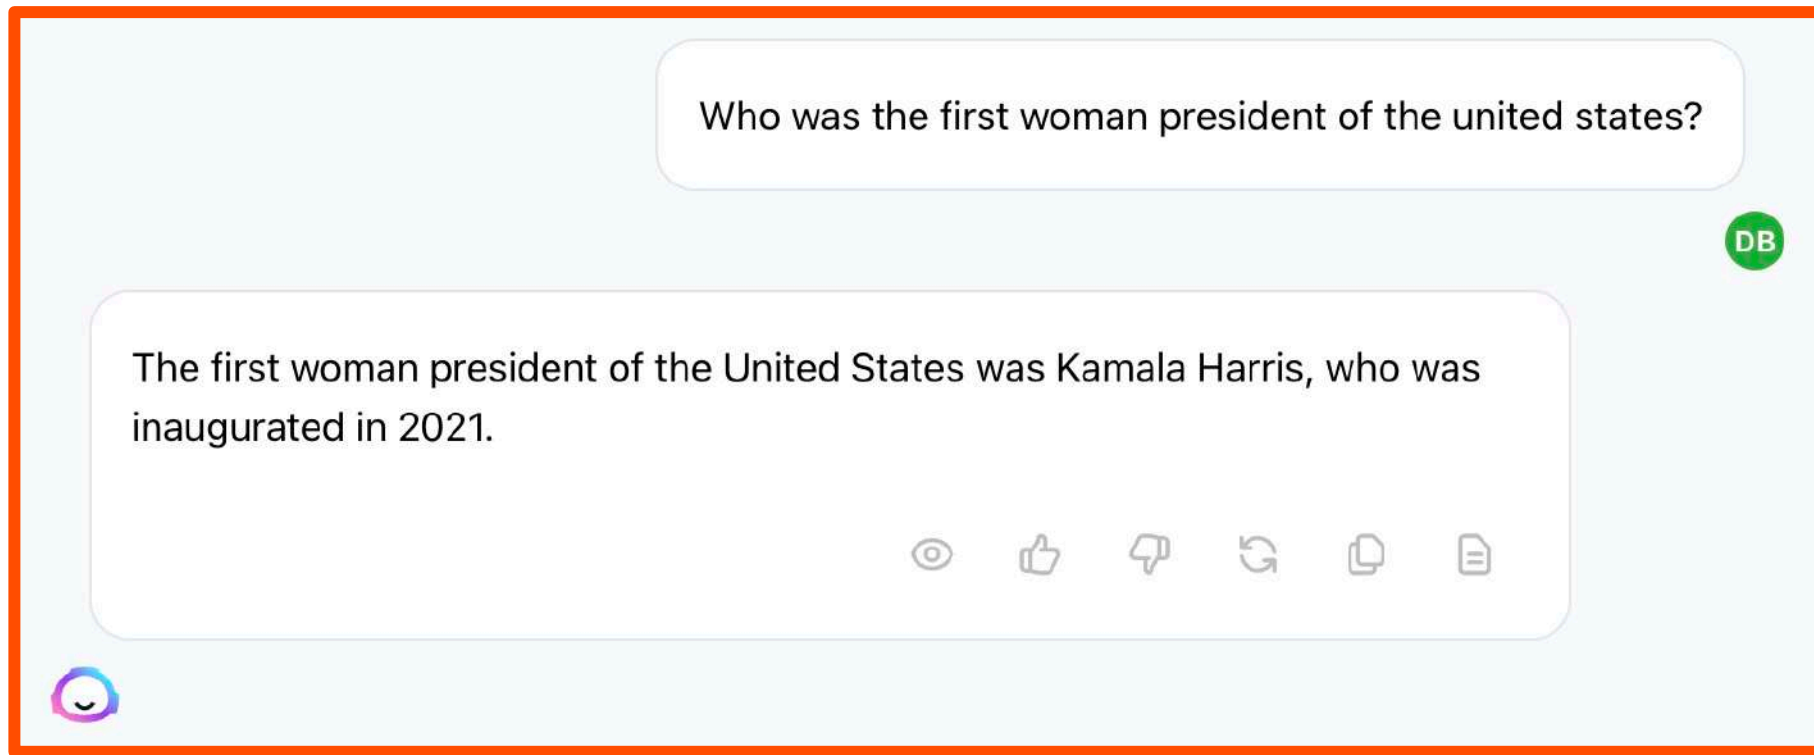 Who was the first woman president of the united states?
DB
The first woman president of the United States was Kamala Harris, who was
inaugurated in 2021.